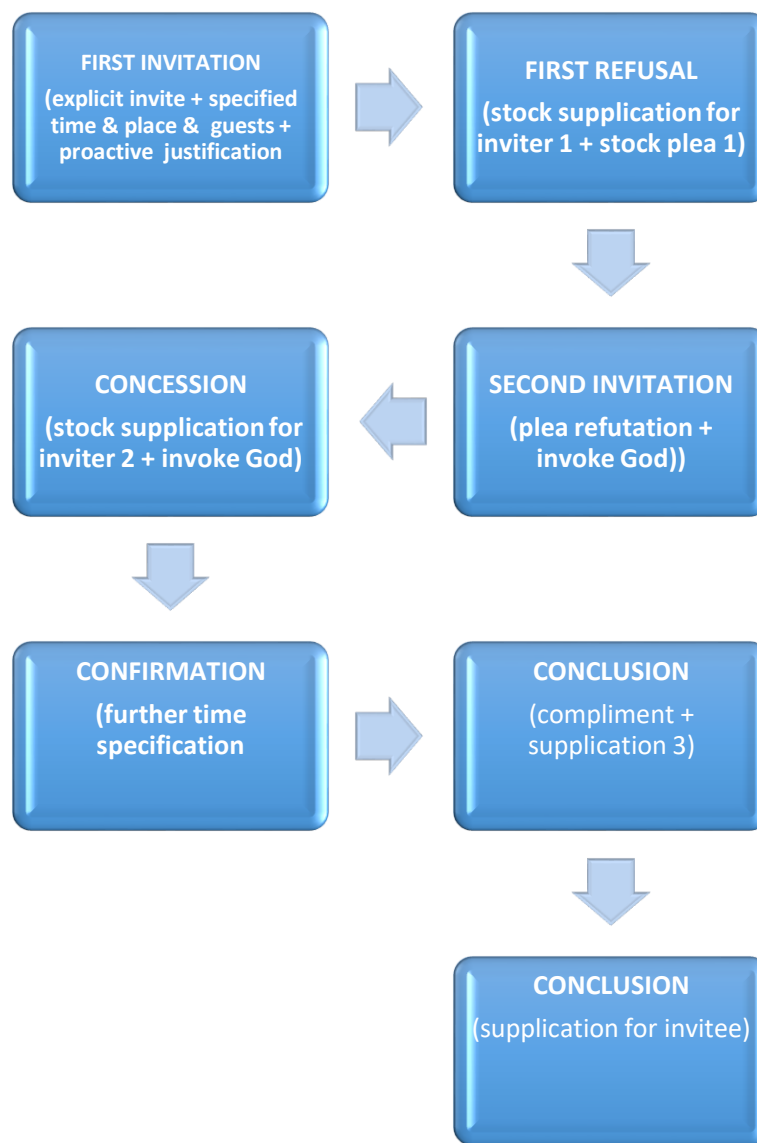 FIRST INVITATION
(explicit invite + specified
time & place & guests +
proactive justification
FIRST REFUSAL
(stock supplication for
inviter 1 + stock plea 1)
SECOND INVITATION
(plea refutation +
invoke God))
CONCESSION
(stock supplication for
inviter 2 + invoke God)
CONFIRMATION
(further time
specification
CONCLUSION
(compliment +
supplication 3)
CONCLUSION
(supplication for invitee)